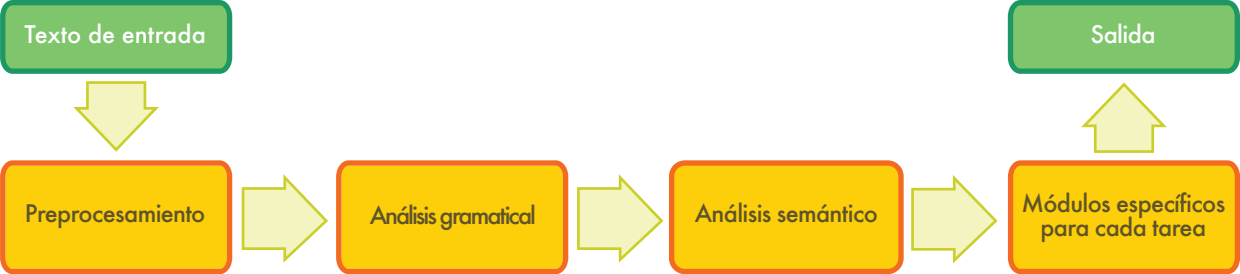 Texto de entrada
Salida
Preprocesamiento
Análisis gramatical
Análisis semántico
Módulos específicos
para cada tarea